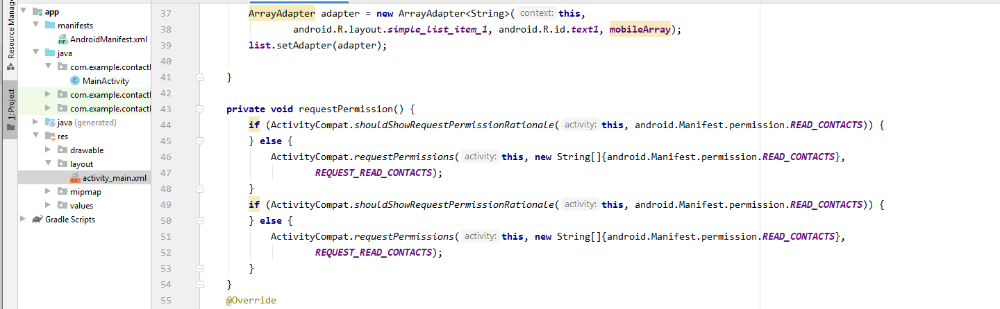 Resource Manager
1: Project
app
manifests
AndroidManifest.xml
java
com.example.contactl
MainActivity
com.example.contactl
com.example.contactl
java (generated)
res
drawable
layout
activity_main.xml
mipmap
values
Gradle Scripts
37 ArrayAdapter adapter = new ArrayAdapter<String>( context: this,
38 android.R.layout.simple_list_item_1, android.R.id.text1, mobileArray);
39 list.setAdapter(adapter);
40
41 }
42
43 private void requestPermission() {
44 if (ActivityCompat.shouldShowRequestPermissionRationale( activity: this, android.Manifest.permission.READ_CONTACTS)) {
45 } else {
46 ActivityCompat.requestPermissions( activity: this, new String[]{android.Manifest.permission.READ_CONTACTS},
47 REQUEST_READ_CONTACTS);
48 }
49 if (ActivityCompat.shouldShowRequestPermissionRationale( activity: this, android.Manifest.permission.READ_CONTACTS)) {
50 } else {
51 ActivityCompat.requestPermissions( activity: this, new String[]{android.Manifest.permission.READ_CONTACTS},
52 REQUEST_READ_CONTACTS);
53 }
54 }
55 @Override